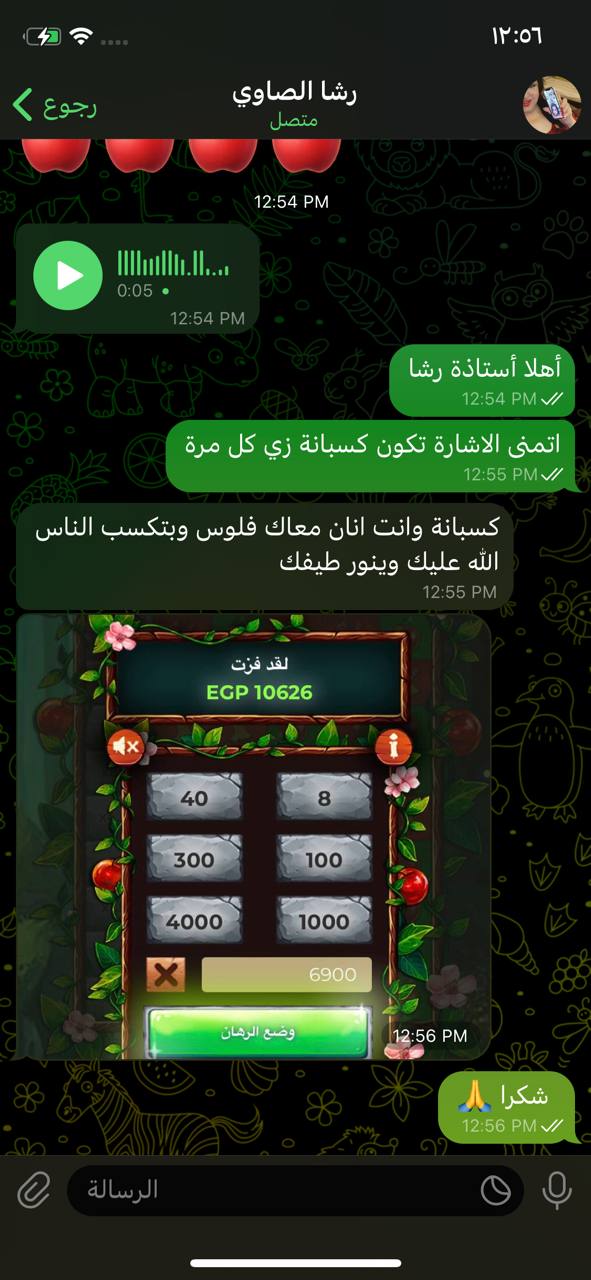 ١٢:٥٦
رجوع
رشا الصاوي
متصل
12:54 PM
0:05
12:54 PM
أهلا أستاذة رشا
12:54 PM
اتمنى الاشارة تكون كسبانة زي كل مرة
12:55 PM
كسبانة وانت انان معاك فلوس وبتكسب الناس
الله عليك وينور طيفك
12:55 PM
لقد فزت
EGP 10626
40
8
300
100
4000
1000
6900
وضع الرهان
12:56 PM
شكرا 🙏
12:56 PM
الرسالة